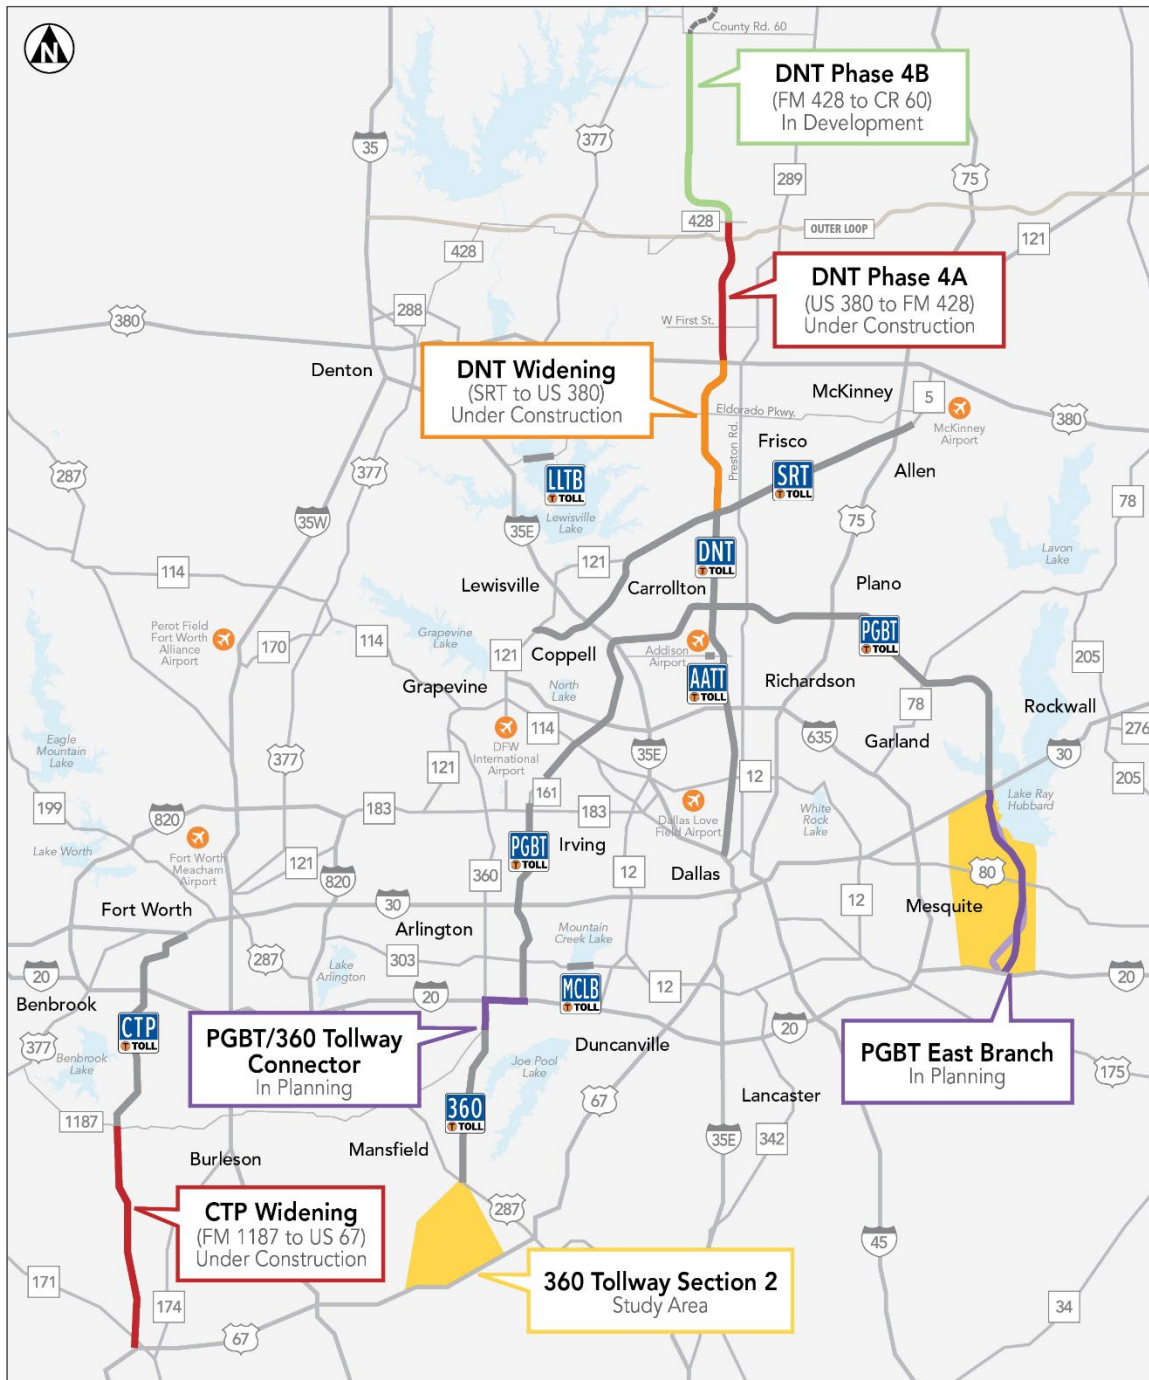 N
County Rd. 60
DNT Phase 4B
(FM 428 to CR 60)
In Development
35
377
289
75
428
OUTER LOOP
121
428
DNT Phase 4A
(US 380 to FM 428)
Under Construction
288
380
W First St.
DNT Widening
(SRT to US 380)
Under Construction
Denton
McKinney
5
McKinney
Airport
380
Eldorado Pkwy.
Preston Rd.
Frisco
Allen
377
287
LLTB
T TOLL
Lewisville
Lake
SRT
T TOLL
78
35W
35E
75
DNT
T TOLL
Lavon
Lake
114
121
Lewisville
Carrollton
Plano
Perot Field
Fort Worth
Alliance
Airport
170
114
Grapevine
Lake
121
Coppell
Addison
Airport
PGBT
T TOLL
205
Grapevine
North
Lake
AATT
T TOLL
Richardson
78
Rockwall
Eagle
Mountain
Lake
377
DFW
International
Airport
114
35E
635
Garland
30
276
121
161
12
205
199
820
183
183
Dallas Love
Field Airport
White
Rock
Lake
Lake Ray
Hubbard
Lake Worth
Fort Worth
Meacham
Airport
121
820
360
PGBT
T TOLL
Irving
12
Dallas
80
Fort Worth
30
Arlington
Mountain
Creek Lake
12
Mesquite
20
287
Lake
Arlington
303
20
MCLB
T TOLL
12
20
20
Benbrook
CTP
T TOLL
377
Benbrook
Lake
PGBT/360 Tollway
Connector
In Planning
Joe Pool
Lake
Duncanville
PGBT East Branch
In Planning
175
67
Lancaster
1187
360
T TOLL
35E
342
Burleson
Mansfield
CTP Widening
(FM 1187 to US 67)
Under Construction
287
45
171
174
360 Tollway Section 2
Study Area
34
67